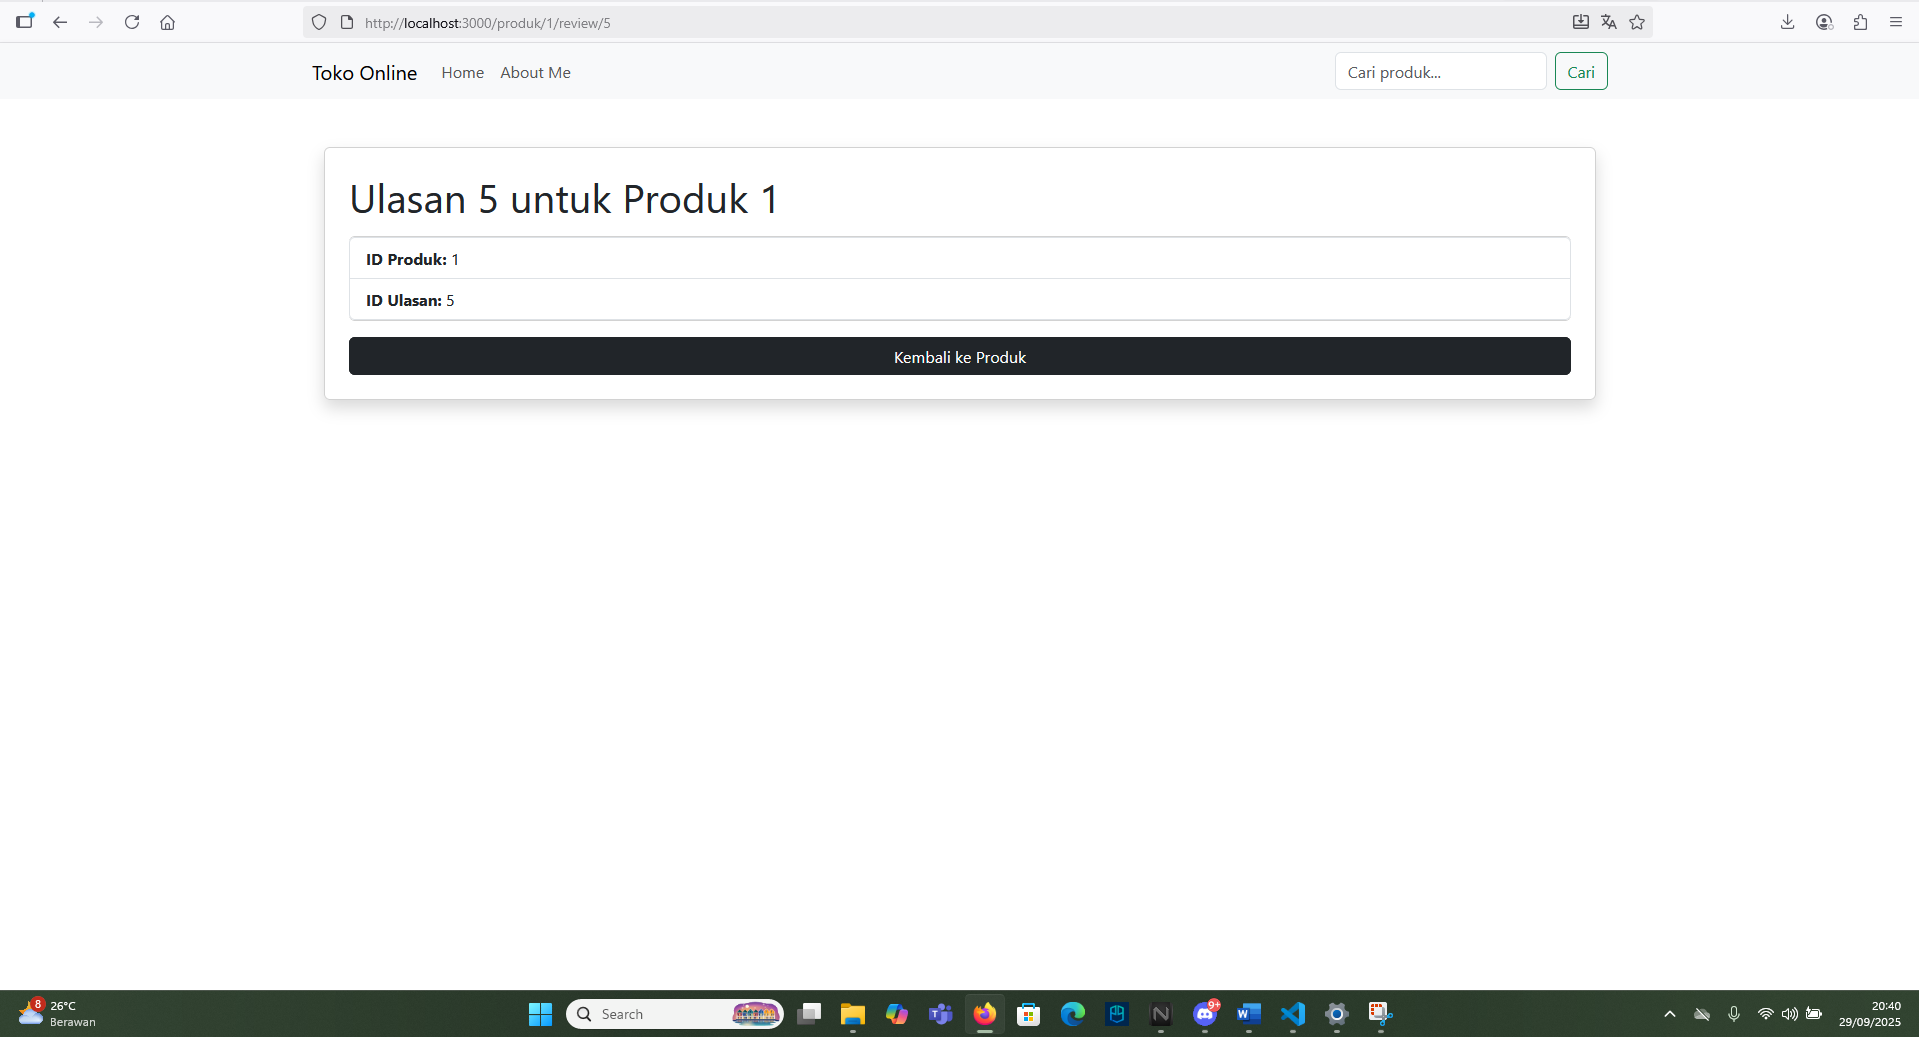 http://localhost:3000/produk/1/review/5
Toko Online Home About Me Cari produk... Cari
Ulasan 5 untuk Produk 1
ID Produk: 1
ID Ulasan: 5
Kembali ke Produk
8
26°C
Berawan
Search
9+
20:40
29/09/2025